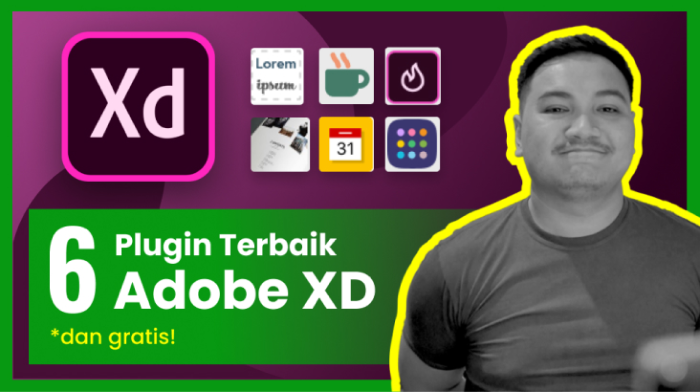 Xd
Lorem
ipsum
31
6
Plugin Terbaik
Adobe XD
*dan gratis!